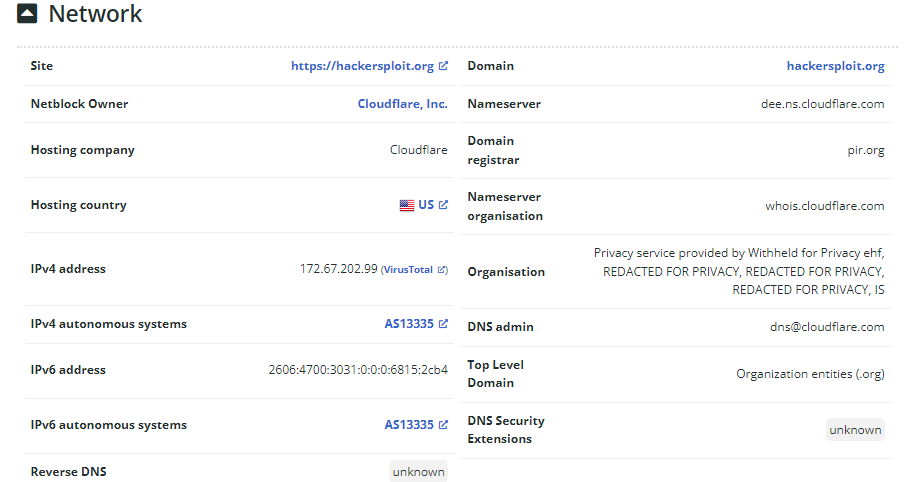 Network
Site https://hackersploit.org
Netblock Owner Cloudflare, Inc.
Hosting company Cloudflare
Hosting country US
IPv4 address 172.67.202.99 (VirusTotal)
IPv4 autonomous systems AS13335
IPv6 address 2606:4700:3031:0:0:0:6815:2cb4
IPv6 autonomous systems AS13335
Reverse DNS unknown
Domain hackersploit.org
Nameserver dee.ns.cloudflare.com
Domain
registrar pir.org
Nameserver
organisation whois.cloudflare.com
Organisation Privacy service provided by Withheld for Privacy ehf,
REDACTED FOR PRIVACY, REDACTED FOR PRIVACY,
REDACTED FOR PRIVACY, IS
DNS admin dns@cloudflare.com
Top Level
Domain Organization entities (.org)
DNS Security
Extensions unknown